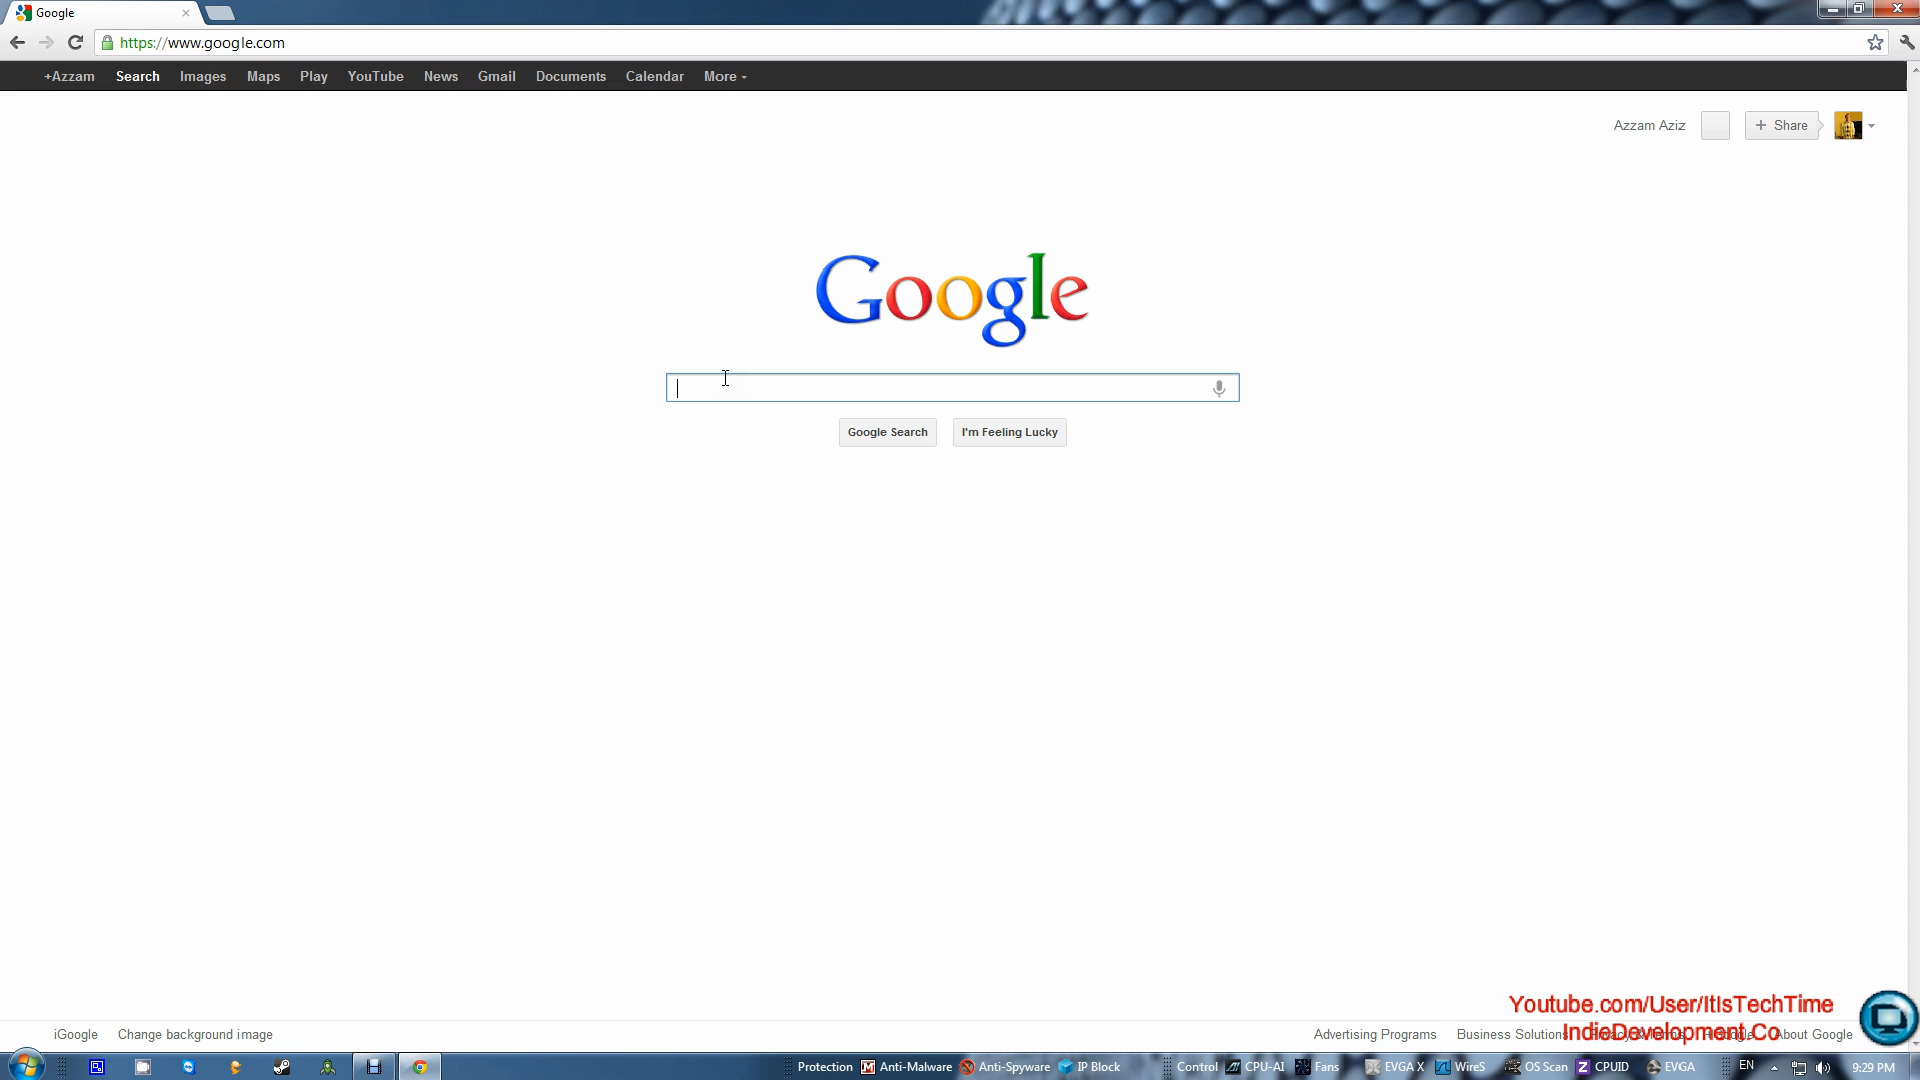 Google
https://www.google.com
+Azzam Search Images Maps Play YouTube News Gmail Documents Calendar More
Azzam Aziz
+ Share
Google
Google Search
I'm Feeling Lucky
Youtube.com/User/ItIsTechTime
IndieDevelopment.Co
iGoogle Change background image Advertising Programs Business Solutions About Google
Protection Anti-Malware Anti-Spyware IP Block Control CPU-AI Fans EVGA X WireS OS Scan CPUID EVGA EN 9:29 PM